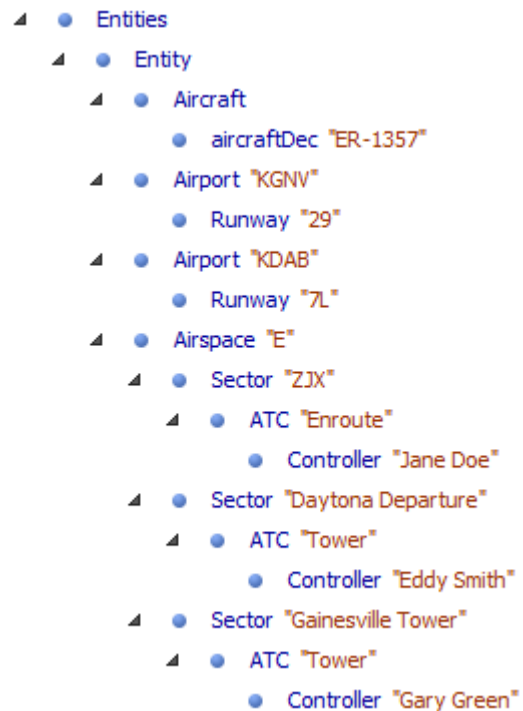 Entities
Entity
Aircraft
aircraftDec "ER-1357"
Airport "KGNV"
Runway "29"
Airport "KDAB"
Runway "7L"
Airspace "E"
Sector "ZJX"
ATC "Enroute"
Controller "Jane Doe"
Sector "Daytona Departure"
ATC "Tower"
Controller "Eddy Smith"
Sector "Gainesville Tower"
ATC "Tower"
Controller "Gary Green"